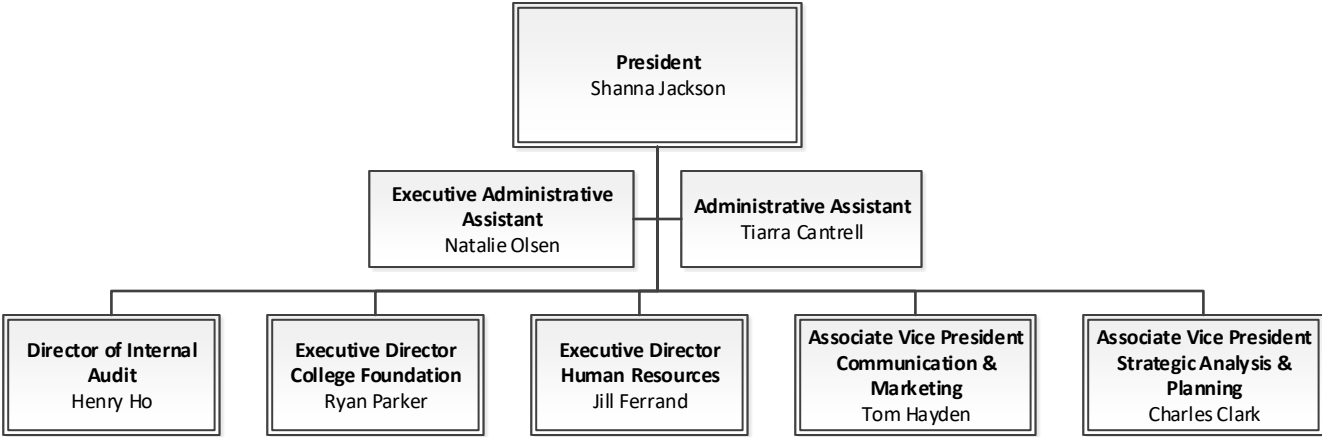 President
Shanna Jackson
Executive Administrative
Assistant
Natalie Olsen
Administrative Assistant
Tiarra Cantrell
Director of Internal
Audit
Henry Ho
Executive Director
College Foundation
Ryan Parker
Executive Director
Human Resources
Jill Ferrand
Associate Vice President
Communication &
Marketing
Tom Hayden
Associate Vice President
Strategic Analysis &
Planning
Charles Clark